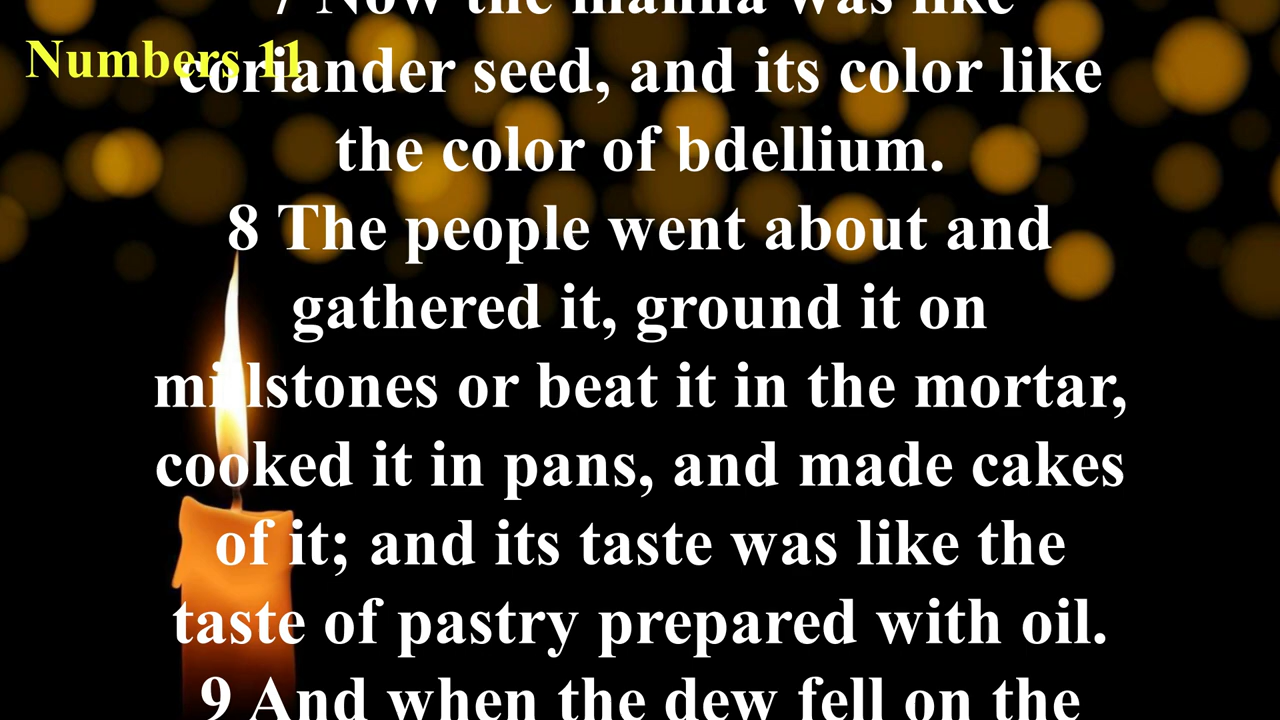 7 Now the manna was like
Numbers 11
coriander seed, and its color like
the color of bdellium.
8 The people went about and
gathered it, ground it on
millstones or beat it in the mortar,
cooked it in pans, and made cakes
of it; and its taste was like the
taste of pastry prepared with oil.
9 And when the dew fell on the